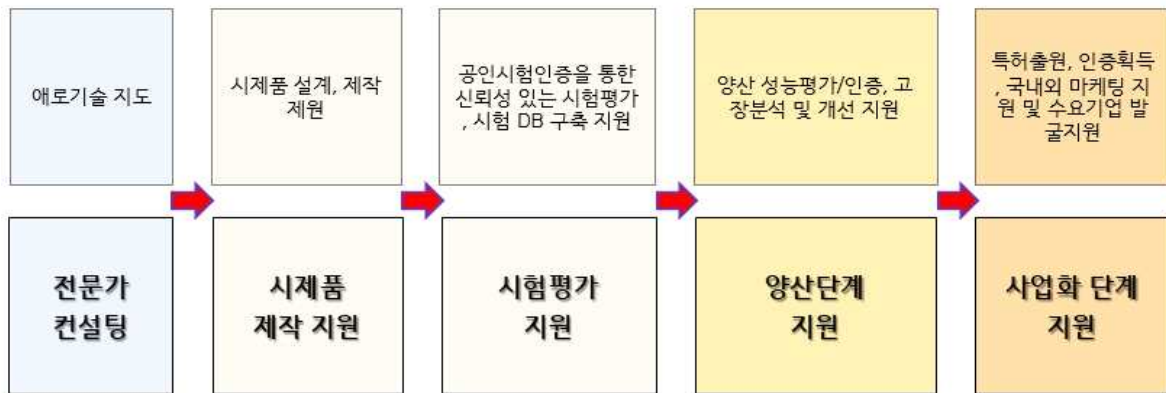 애로기술 지도
시제품 설계, 제작
제원
공인시험인증을 통한
신뢰성 있는 시험평가
, 시험 DB 구축 지원
양산 성능평가/인증, 고
장분석 및 개선 지원
특허출원, 인증획득
, 국내외 마케팅 지
원 및 수요기업 발
굴지원
전문가
컨설팅
시제품
제작 지원
시험평가
지원
양산단계
지원
사업화 단계
지원